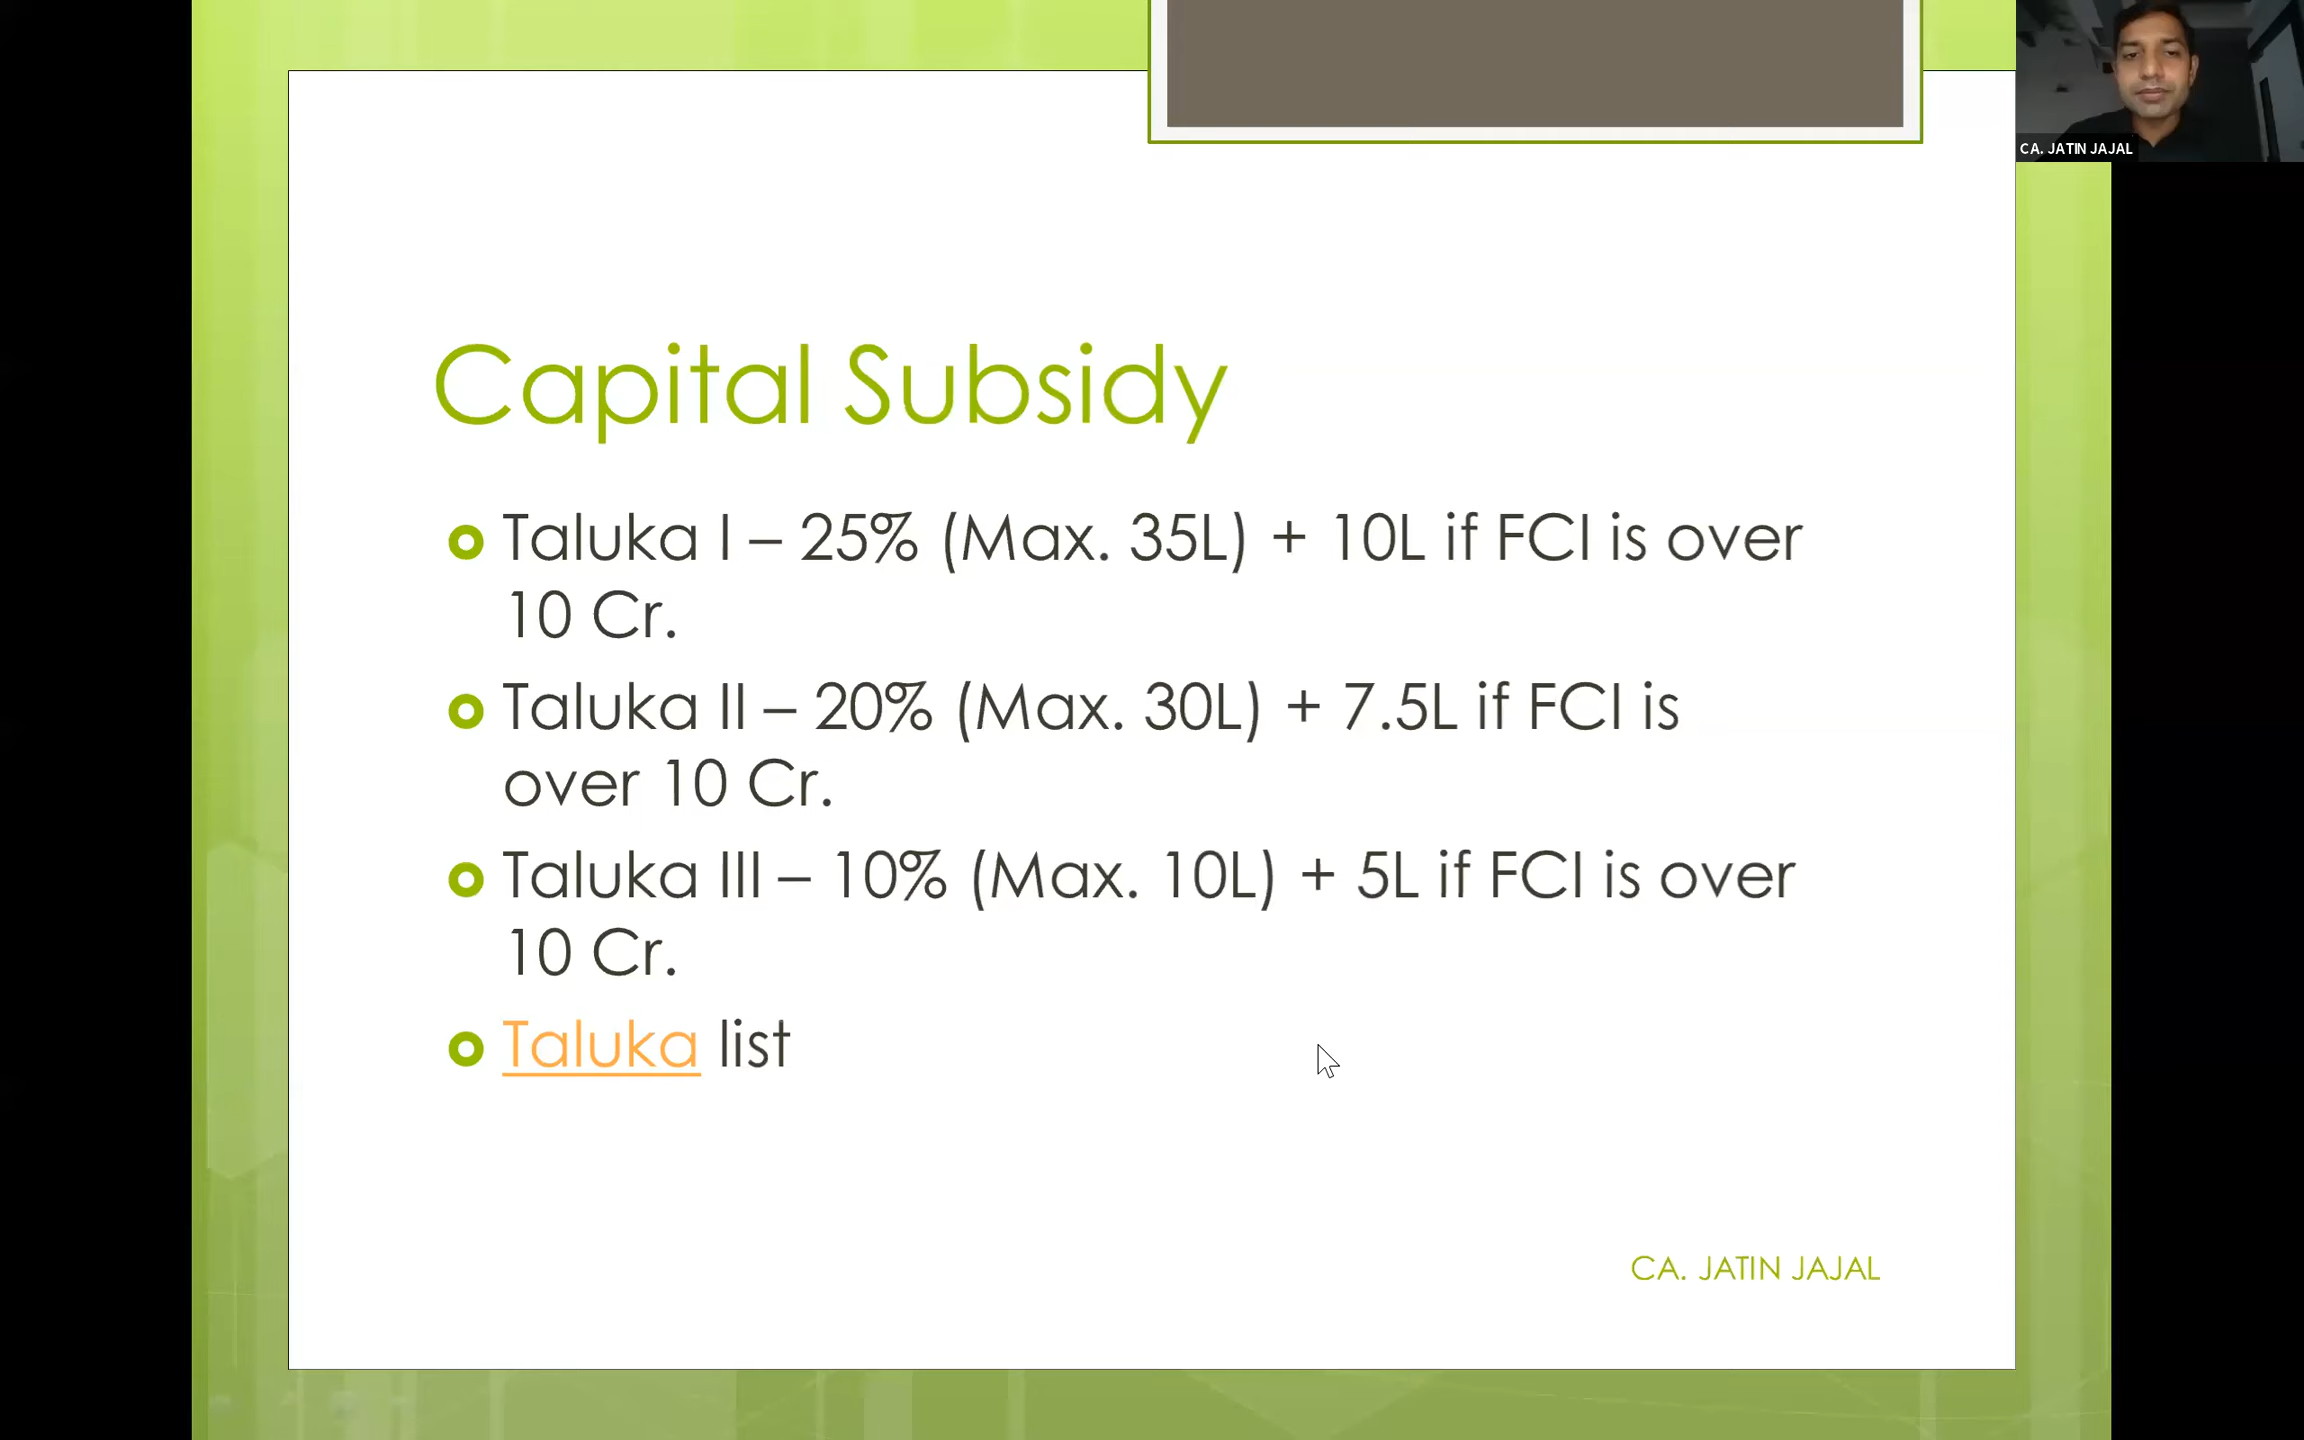 CA. JATIN JAJAL
Capital Subsidy
Taluka I – 25% (Max. 35L) + 10L if FCI is over
10 Cr.
Taluka II – 20% (Max. 30L) + 7.5L if FCI is
over 10 Cr.
Taluka III – 10% (Max. 10L) + 5L if FCI is over
10 Cr.
Taluka list
CA. JATIN JAJAL